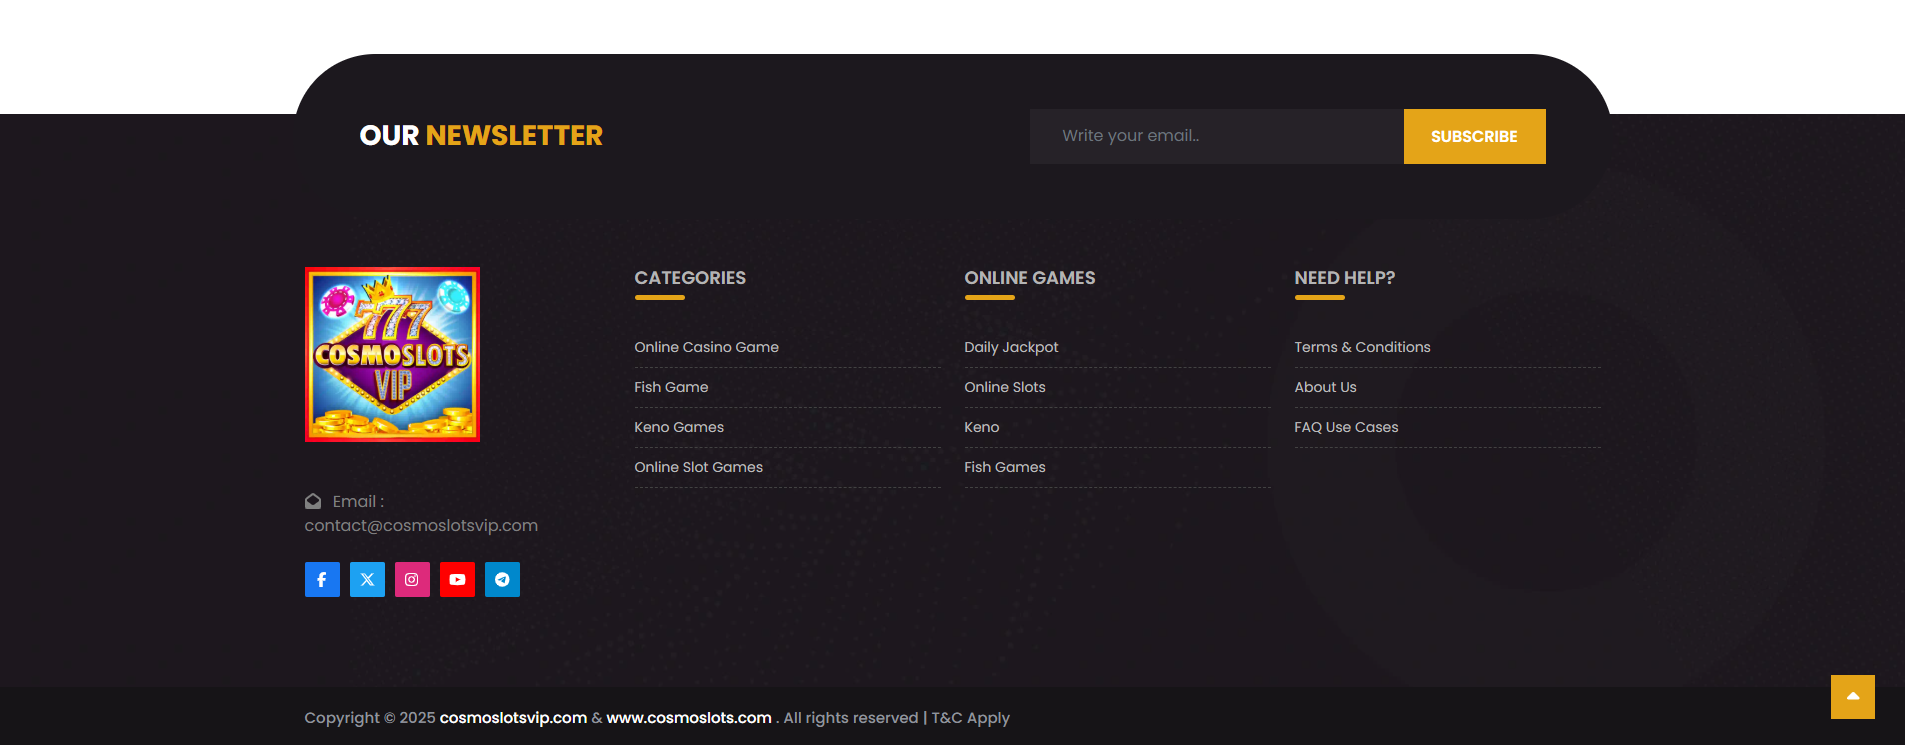 OUR NEWSLETTER
Write your email..
SUBSCRIBE
777
COSMOSLOTS
VIP
Email :
contact@cosmoslotsvip.com
CATEGORIES
Online Casino Game
Fish Game
Keno Games
Online Slot Games
ONLINE GAMES
Daily Jackpot
Online Slots
Keno
Fish Games
NEED HELP?
Terms & Conditions
About Us
FAQ Use Cases
Copyright © 2025 cosmoslotsvip.com & www.cosmoslots.com . All rights reserved | T&C Apply